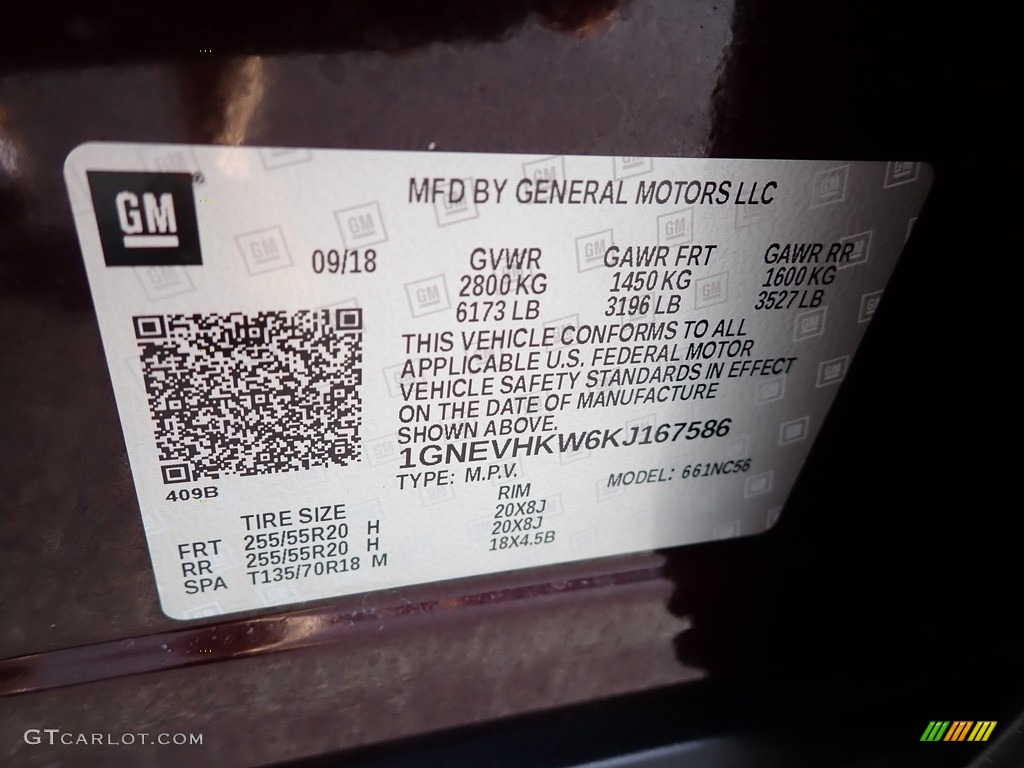 GM
MFD BY GENERAL MOTORS LLC
09/18
GVWR GAWR FRT GAWR RR
2800KG 1450 KG 1600 KG
6173 LB 3196 LB 3527 LB
THIS VEHICLE CONFORMS TO ALL
APPLICABLE U.S. FEDERAL MOTOR
VEHICLE SAFETY STANDARDS IN EFFECT
ON THE DATE OF MANUFACTURE
SHOWN ABOVE.
1GNEVHKW6KJ167586
TYPE: M.P.V. MODEL: 661NC56
409B
TIRE SIZE RIM
FRT 255/55R20 H 20X8J
RR 255/55R20 H 20X8J
SPA T135/70R18 M 18X4.5B
GTCARLOT.COM